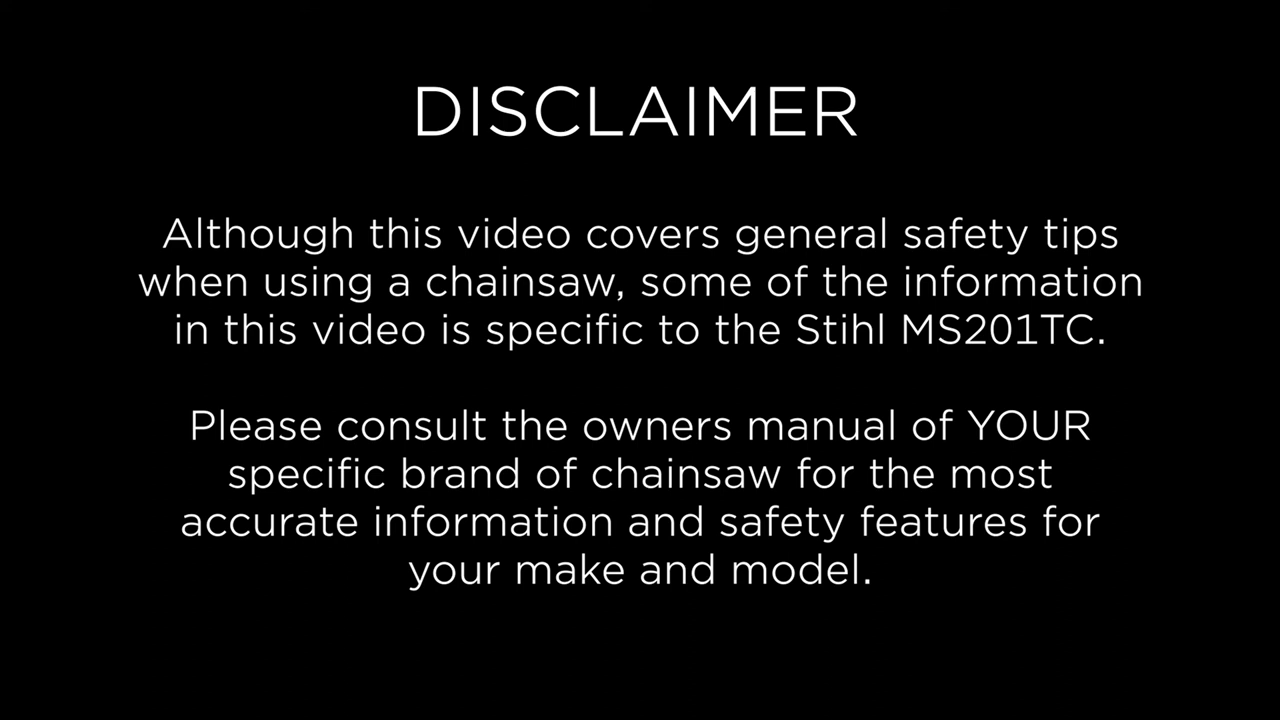 DISCLAIMER
Although this video covers general safety tips
when using a chainsaw, some of the information
in this video is specific to the Stihl MS201TC.
Please consult the owners manual of YOUR
specific brand of chainsaw for the most
accurate information and safety features for
your make and model.